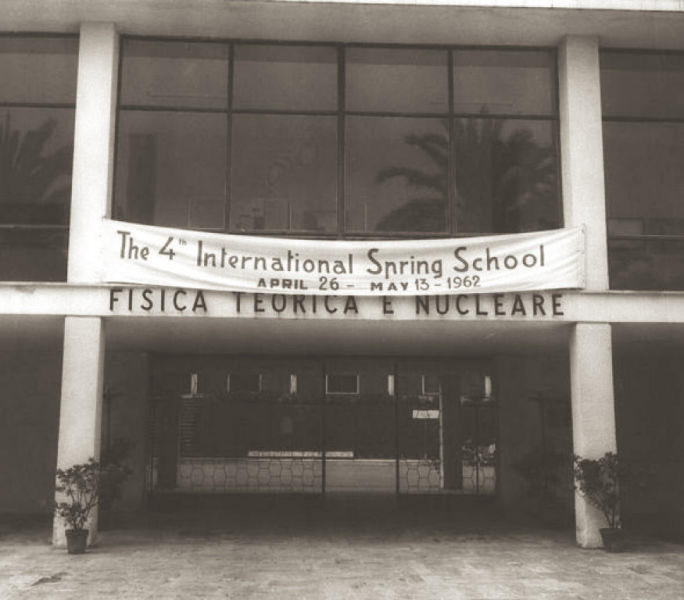 The 4th International Spring School
APRIL 26 - MAY 13 - 1962
FISICA TEORICA E NUCLEARE